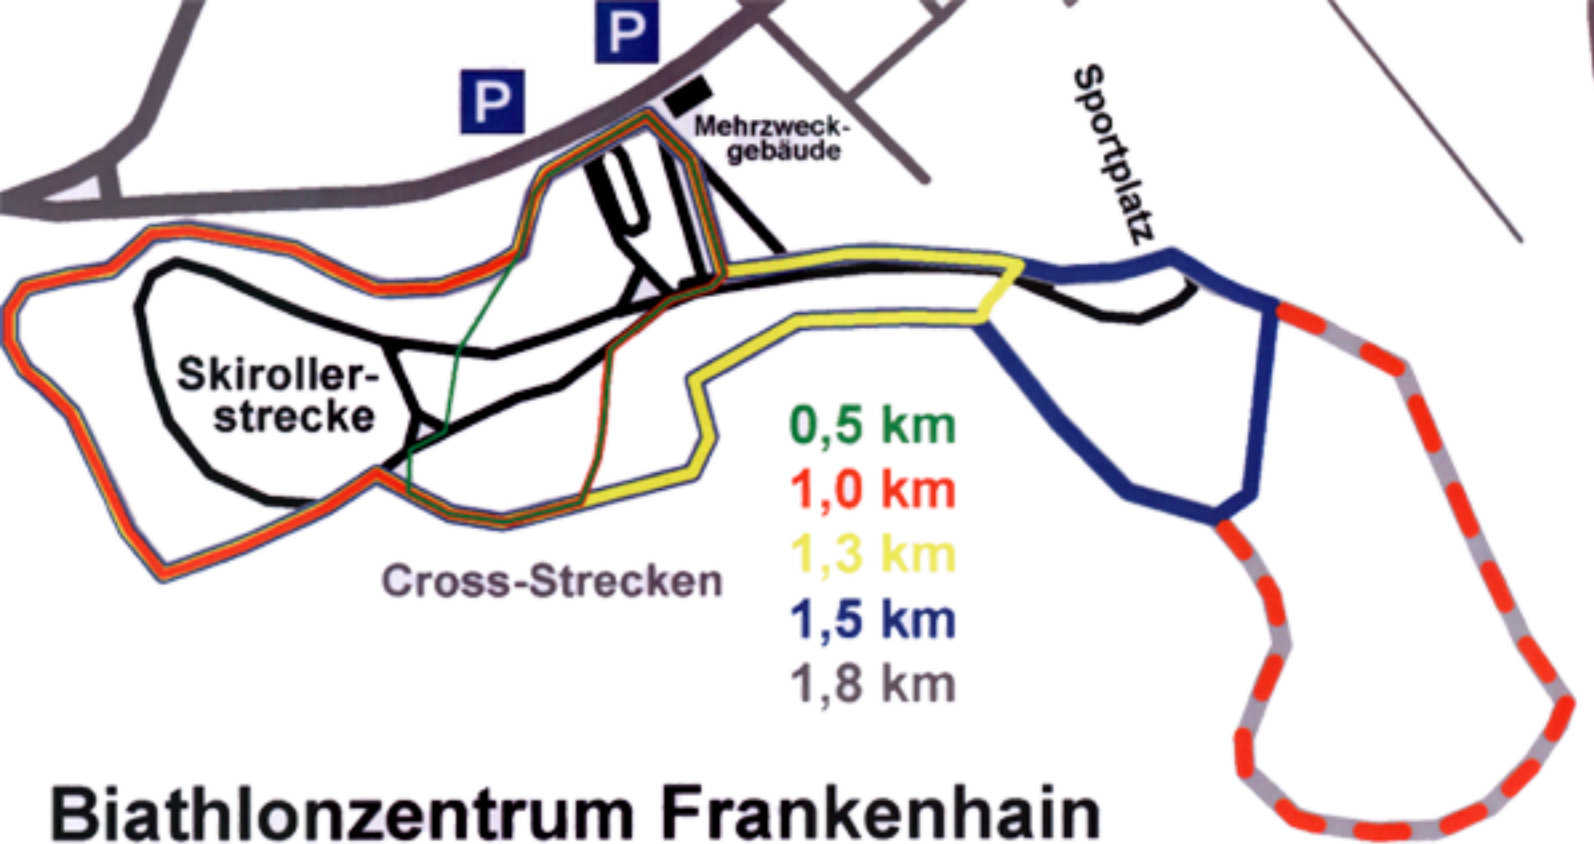 P
P
Mehrzweck-
gebäude
Sportplatz
Skiroller-
strecke
0,5 km
1,0 km
1,3 km
1,5 km
1,8 km
Cross-Strecken
Biathlonzentrum Frankenhain